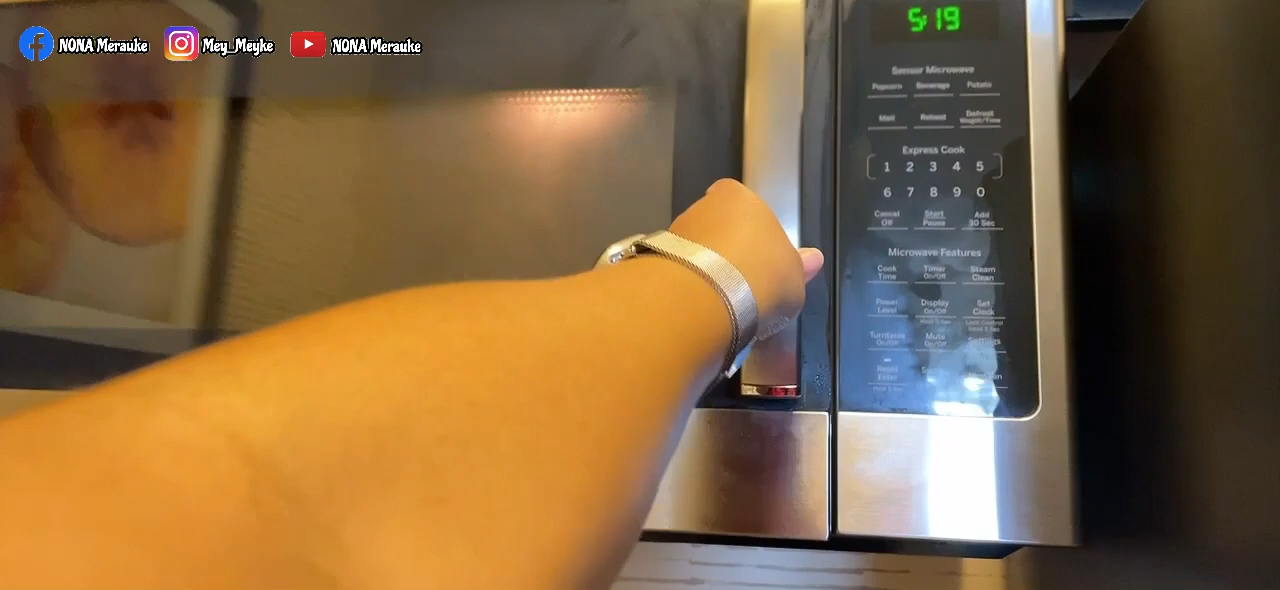 NONA Merauke Mey_Meyke NONA Merauke
5:19
Sensor Microwave
Popcorn Beverage Potato
Melt Reheat Defrost
Weight/Time
Express Cook
1 2 3 4 5
6 7 8 9 0
Cancel Start Add
Off Pause 30 Sec
Microwave Features
Cook Timer Steam
Time On/Off Clean
Power Display Set
Level On/Off Clock
Turntable Mute Settings
On/Off On/Off